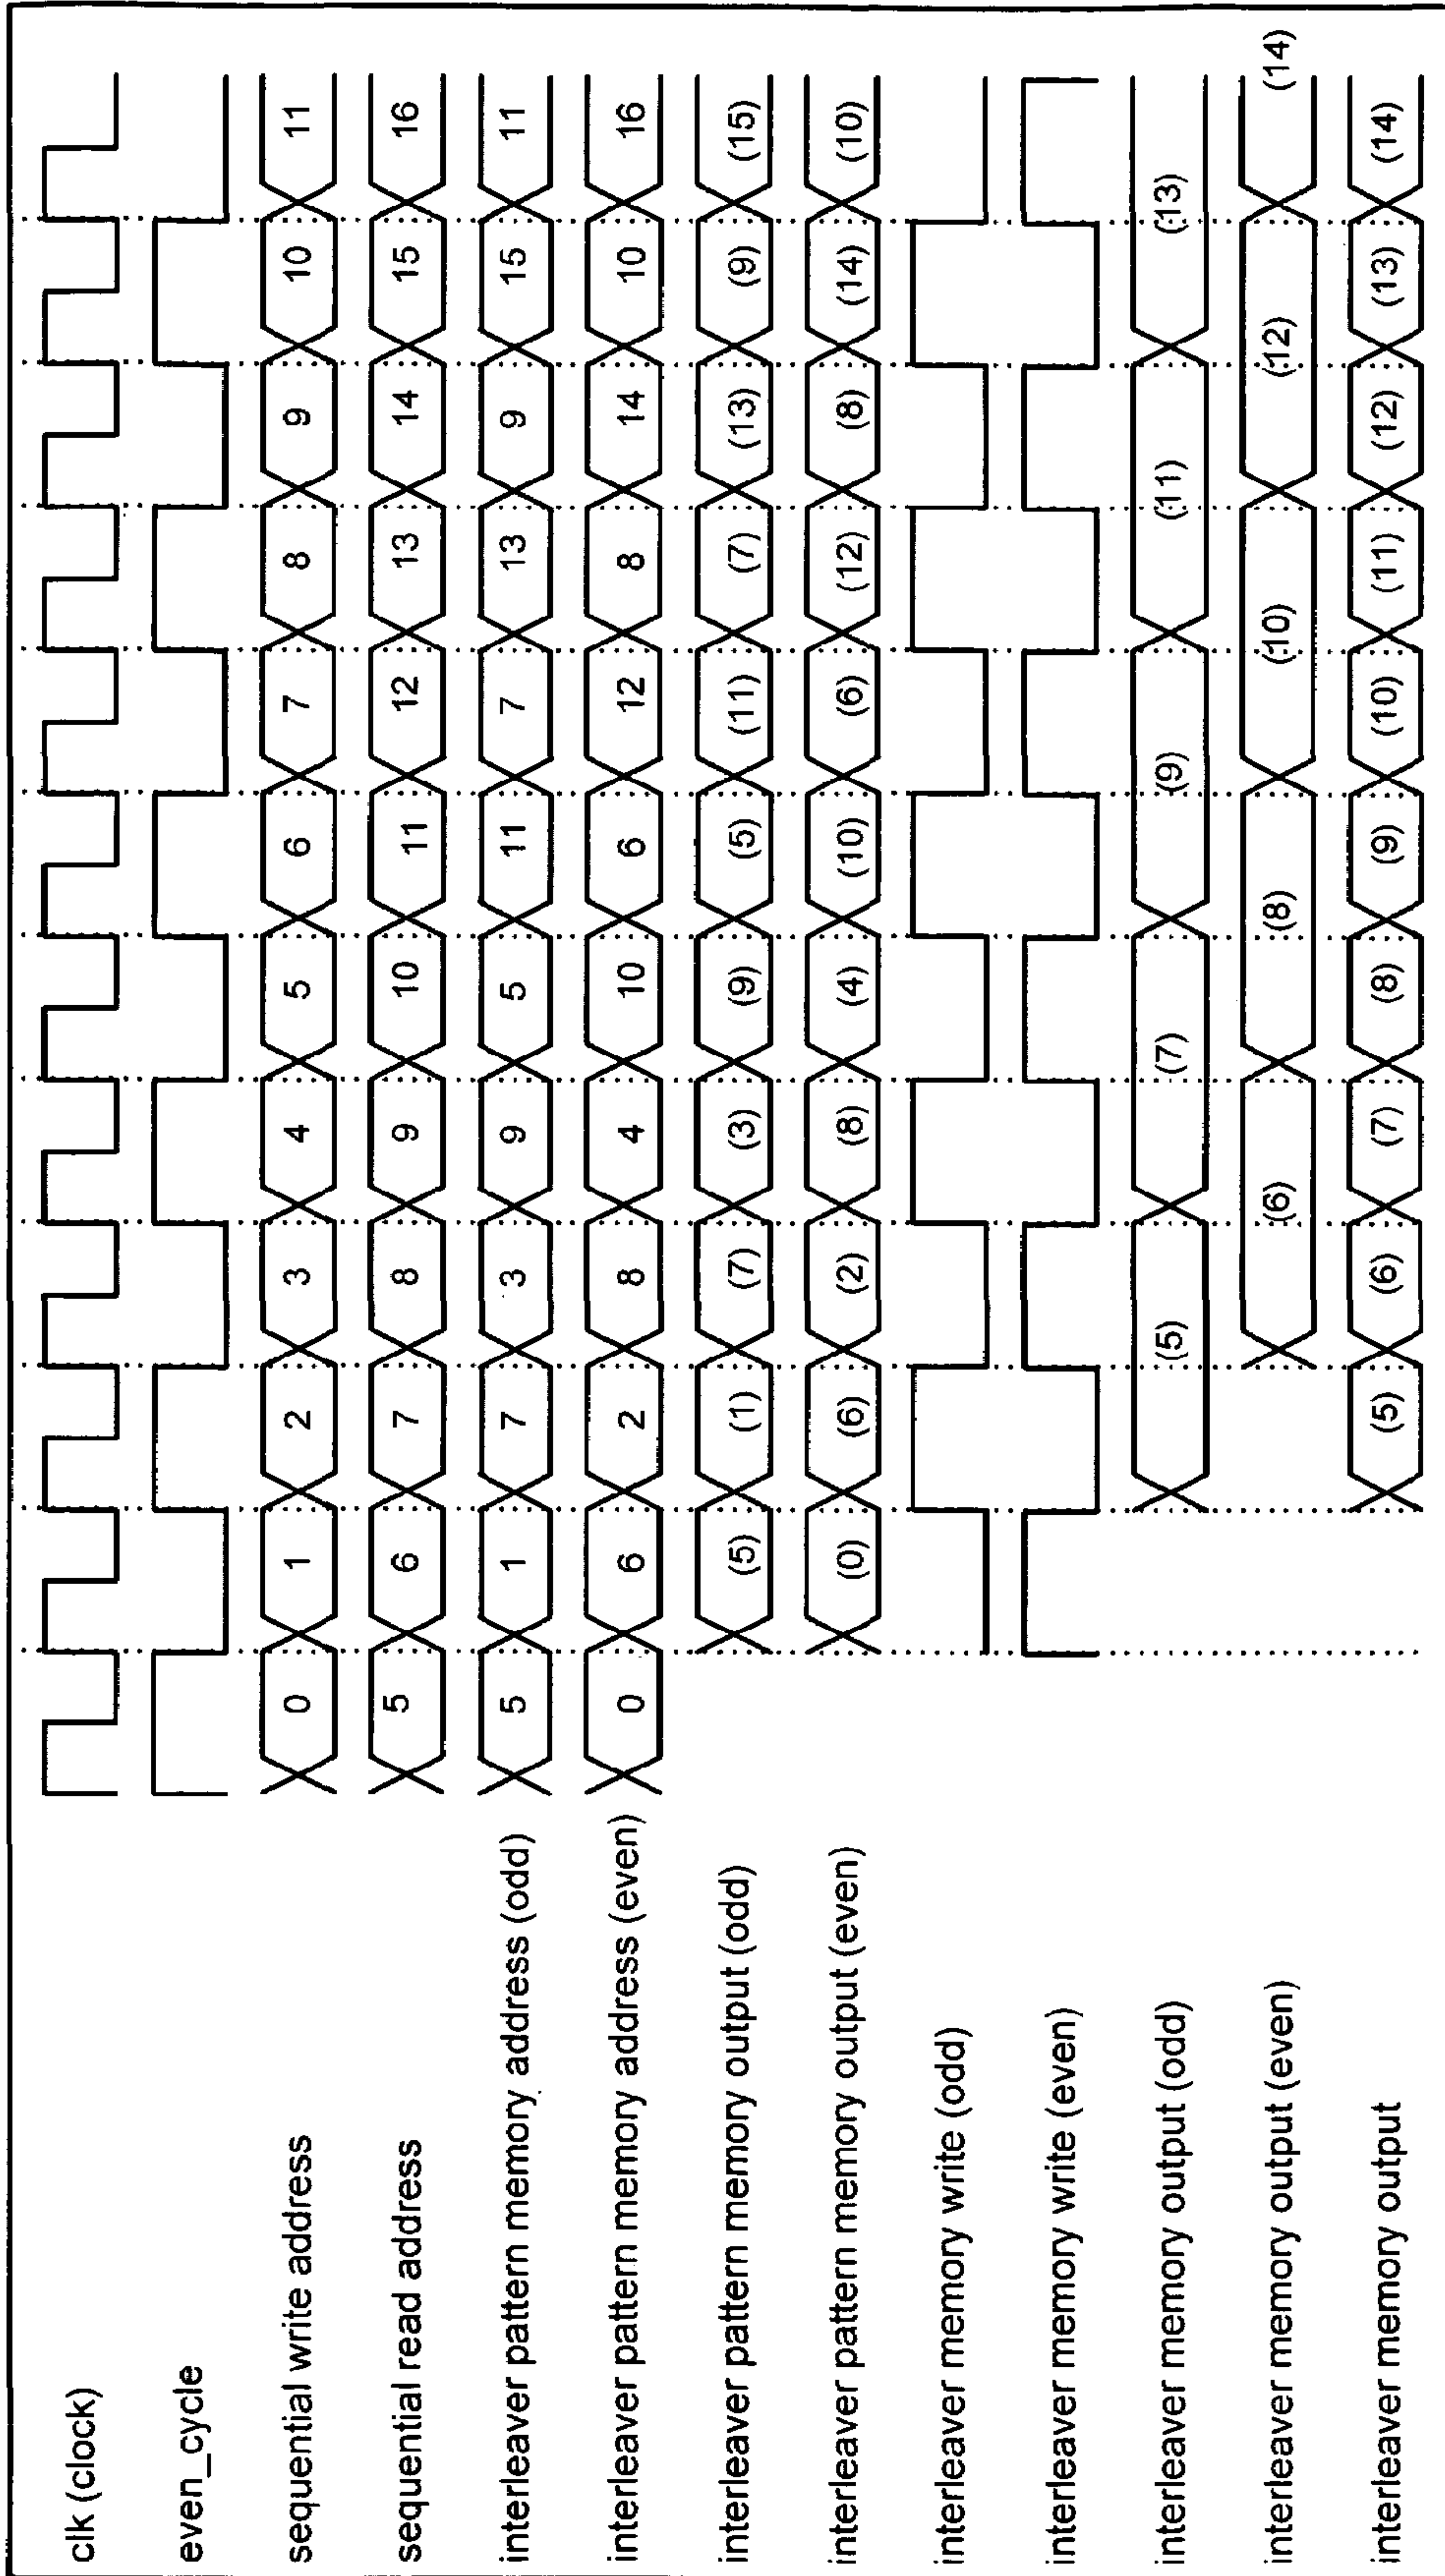 clk (clock)
even_cycle
sequential write address 0 1 2 3 4 5 6 7 8 9 10 11
sequential read address 5 6 7 8 9 10 11 12 13 14 15 16
interleaver pattern memory address (odd) 5 1 7 3 9 5 11 7 13 9 15 11
interleaver pattern memory address (even) 0 6 2 8 4 10 6 12 8 14 10 16
interleaver pattern memory output (odd) (5) (1) (7) (3) (9) (5) (11) (7) (13) (9) (15)
interleaver pattern memory output (even) (0) (6) (2) (8) (4) (10) (6) (12) (8) (14) (10)
interleaver memory write (odd)
interleaver memory write (even)
interleaver memory output (odd) (5) (7) (9) (11) (13)
interleaver memory output (even) (6) (8) (10) (12) (14)
interleaver memory output (5) (6) (7) (8) (9) (10) (11) (12) (13) (14)